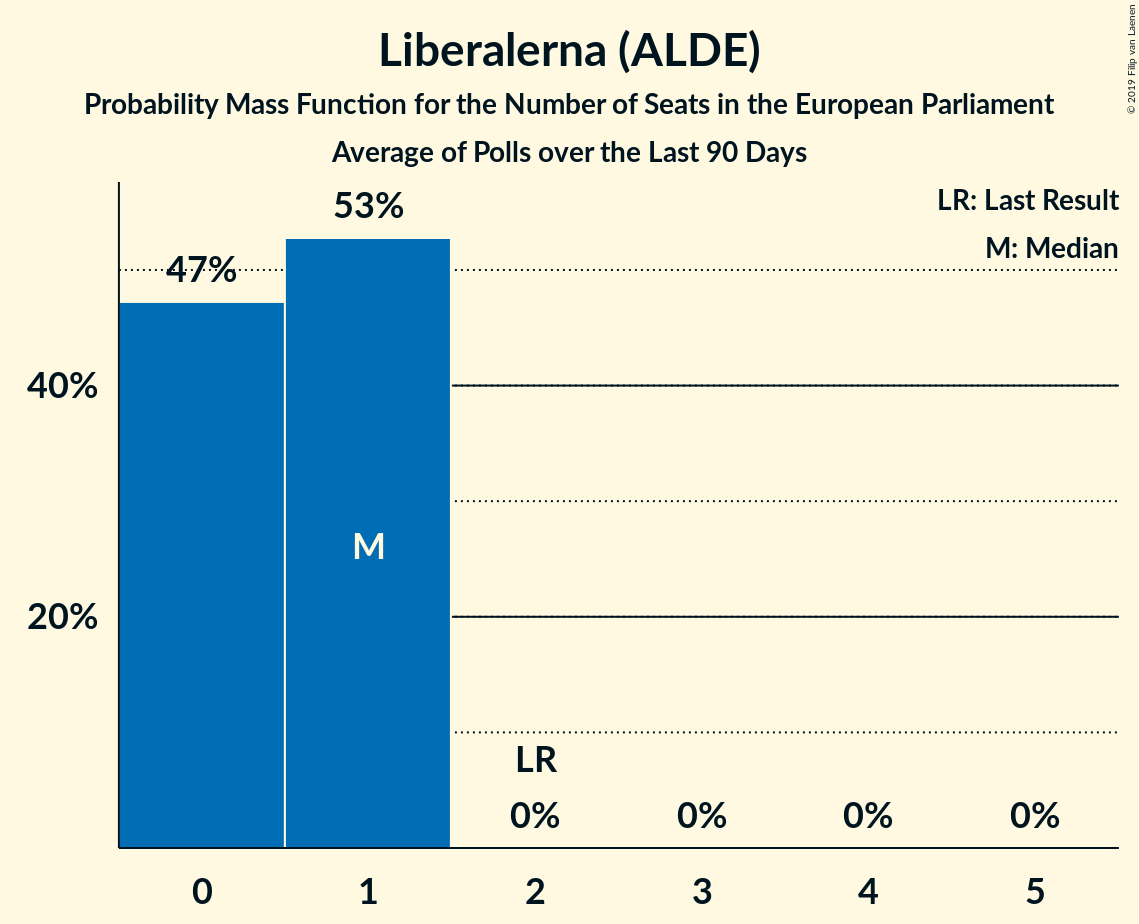 Liberalerna (ALDE)
Probability Mass Function for the Number of Seats in the European Parliament
Average of Polls over the Last 90 Days
© 2019 Filip van Laenen
LR: Last Result
M: Median
53%
47%
40%
M
20%
LR
0% 0% 0% 0%
0 1 2 3 4 5